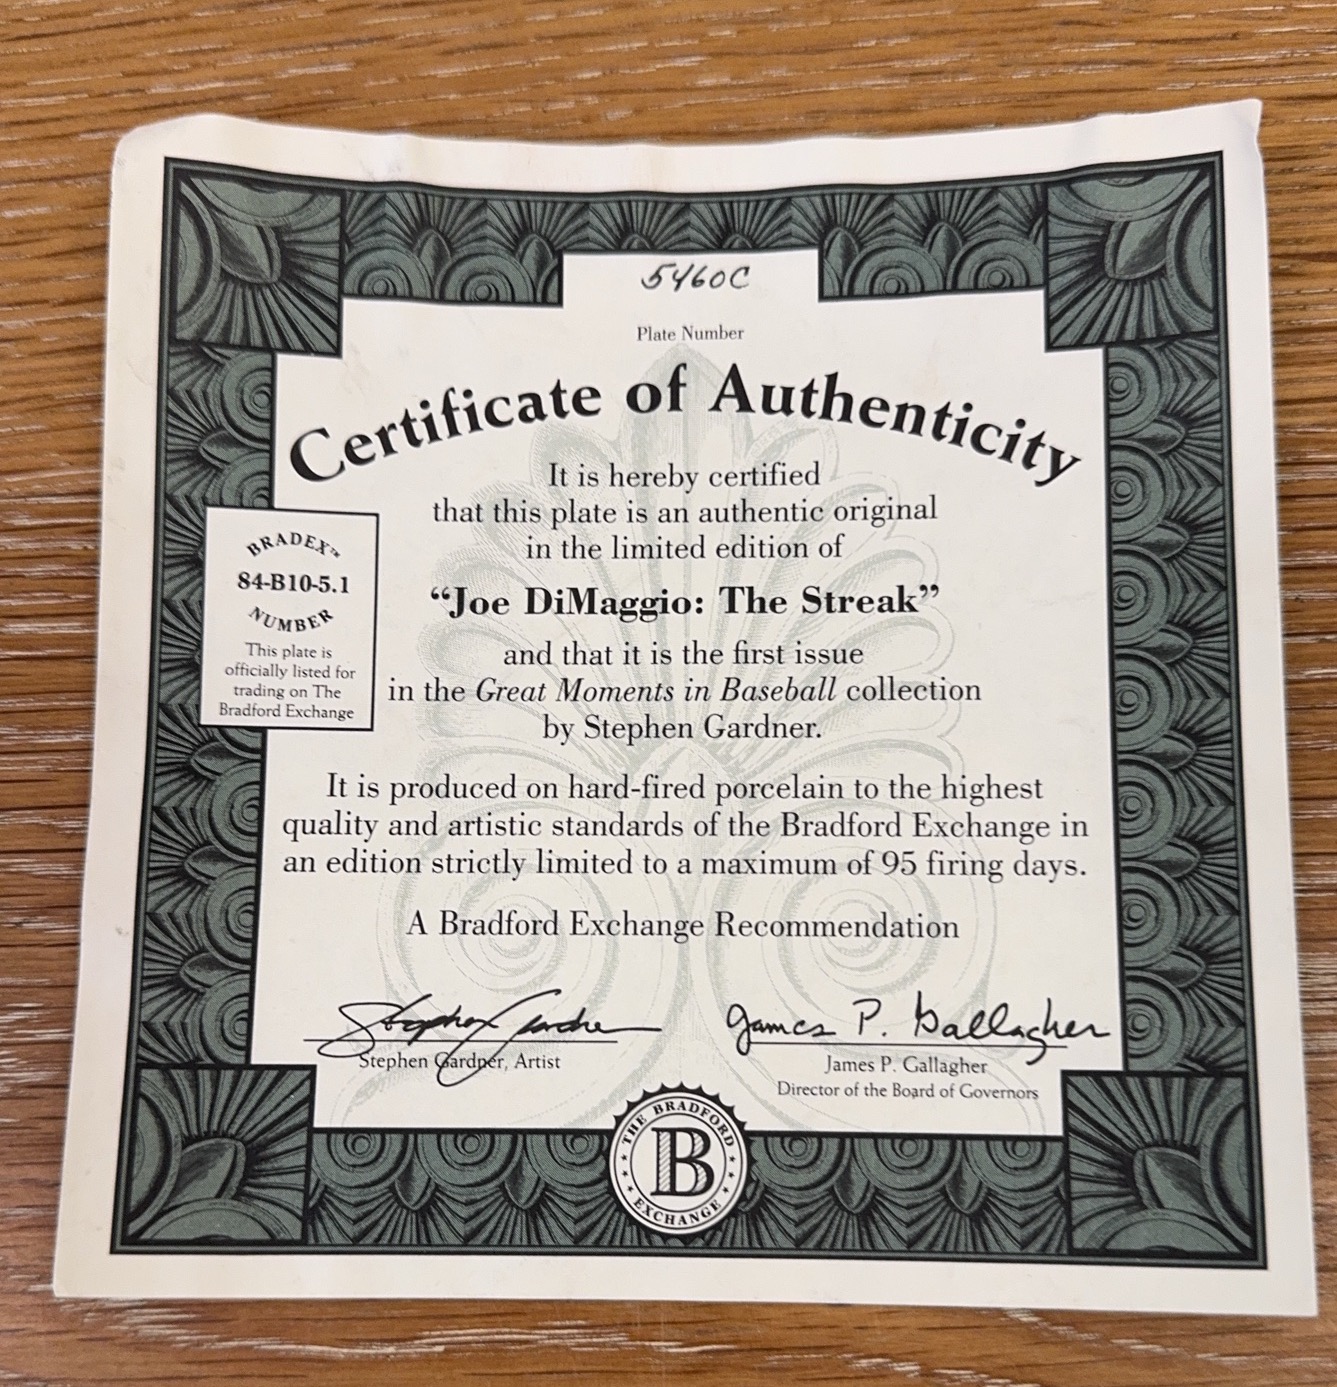 5460C
Plate Number
Certificate of Authenticity
It is hereby certified
that this plate is an authentic original
in the limited edition of
“Joe DiMaggio: The Streak”
and that it is the first issue
in the Great Moments in Baseball collection
by Stephen Gardner.
BRADEX™
84-B10-5.1
NUMBER
This plate is
officially listed for
trading on The
Bradford Exchange
It is produced on hard-fired porcelain to the highest
quality and artistic standards of the Bradford Exchange in
an edition strictly limited to a maximum of 95 firing days.
A Bradford Exchange Recommendation
Stephen Gardner
Stephen Gardner, Artist
James P. Gallagher
James P. Gallagher
Director of the Board of Governors
THE BRADFORD
B
EXCHANGE